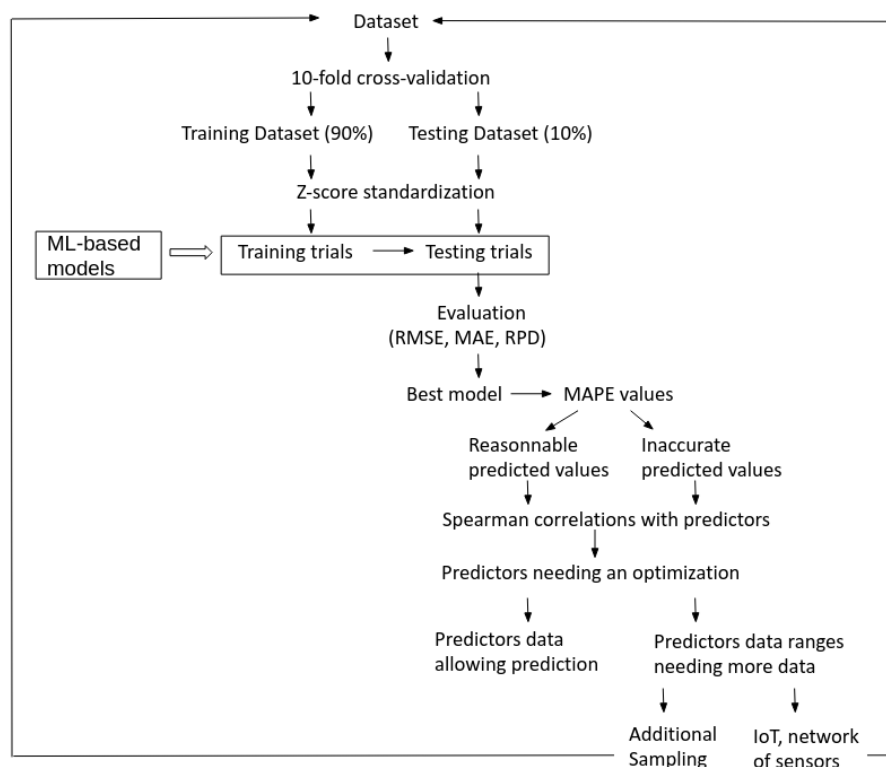 Dataset
10-fold cross-validation
Training Dataset (90%)
Testing Dataset (10%)
Z-score standardization
ML-based
models
Training trials
Testing trials
Evaluation
(RMSE, MAE, RPD)
Best model
MAPE values
Reasonnable
predicted values
Inaccurate
predicted values
Spearman correlations with predictors
Predictors needing an optimization
Predictors data
allowing prediction
Predictors data ranges
needing more data
Additional
Sampling
IoT, network
of sensors